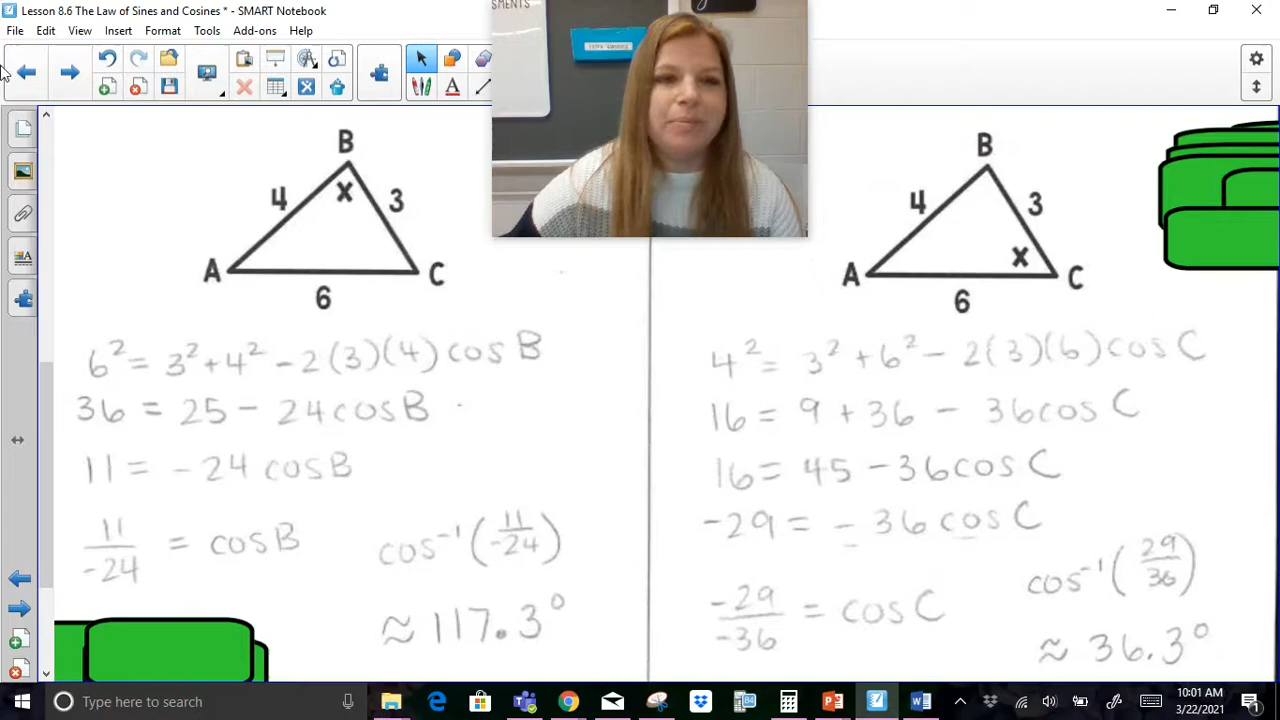 Lesson 8.6 The Law of Sines and Cosines * - SMART Notebook
File Edit View Insert Format Tools Add-ons Help
B
4
x
3
A
C
6
6² = 3² + 4² - 2(3)(4) cos B
36 = 25 - 24 cos B
11 = -24 cos B
11/-24 = cos B
cos⁻¹(11/-24)
≈ 117.3°
B
4
3
x
A
C
6
4² = 3² + 6² - 2(3)(6) cos C
16 = 9 + 36 - 36 cos C
16 = 45 - 36 cos C
-29 = -36 cos C
-29/-36 = cos C
cos⁻¹(29/36)
≈ 36.3°
Type here to search
10:01 AM
3/22/2021